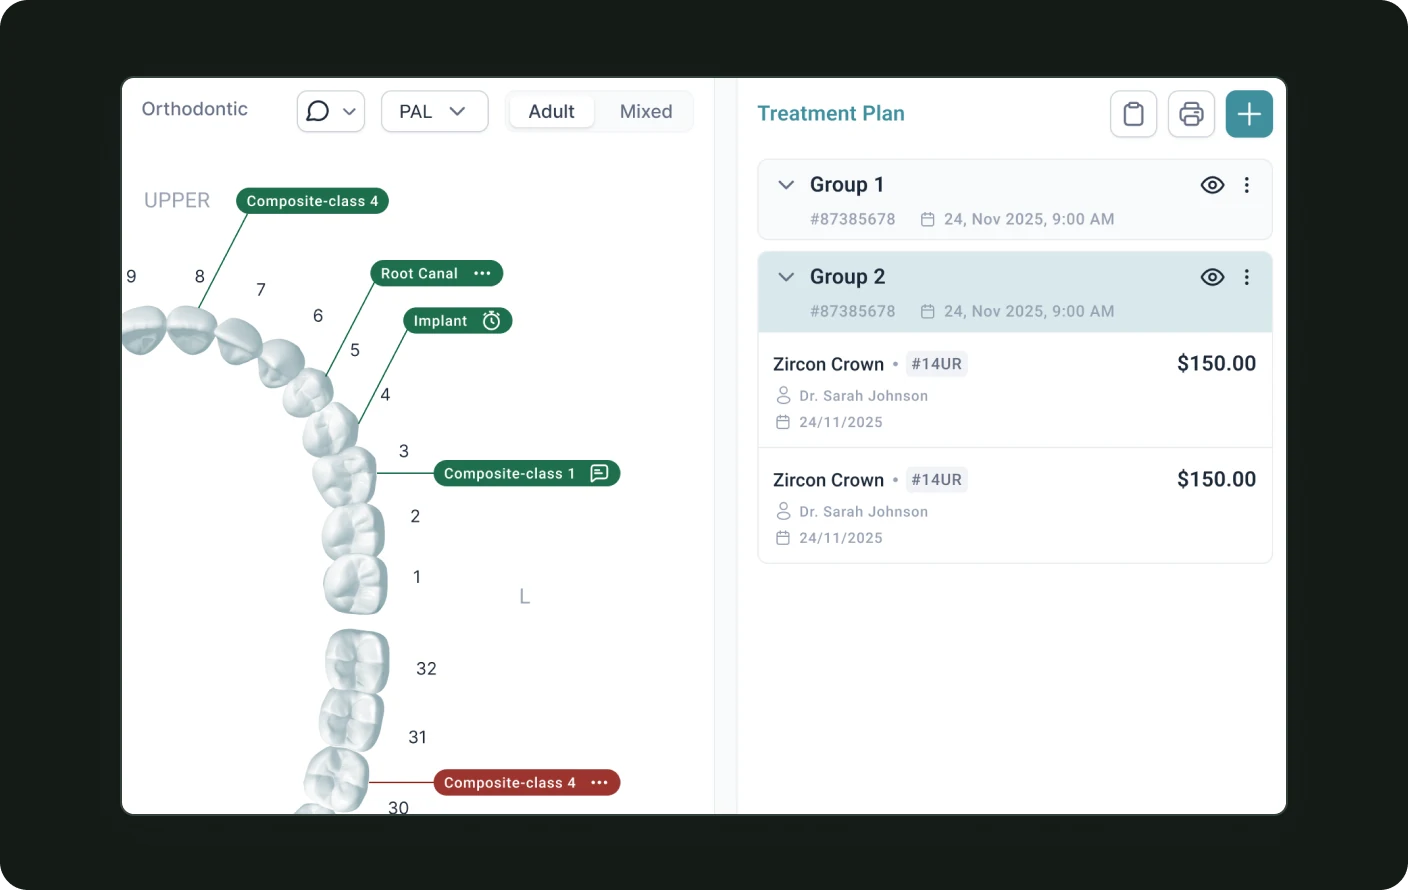 Orthodontic
PAL
Adult
Mixed
UPPER
Composite-class 4
Root Canal
Implant
9
8
7
6
5
4
3
Composite-class 1
2
1
L
32
31
Composite-class 4
30
Treatment Plan
Group 1
#87385678 24, Nov 2025, 9:00 AM
Group 2
#87385678 24, Nov 2025, 9:00 AM
Zircon Crown • #14UR $150.00
Dr. Sarah Johnson
24/11/2025
Zircon Crown • #14UR $150.00
Dr. Sarah Johnson
24/11/2025